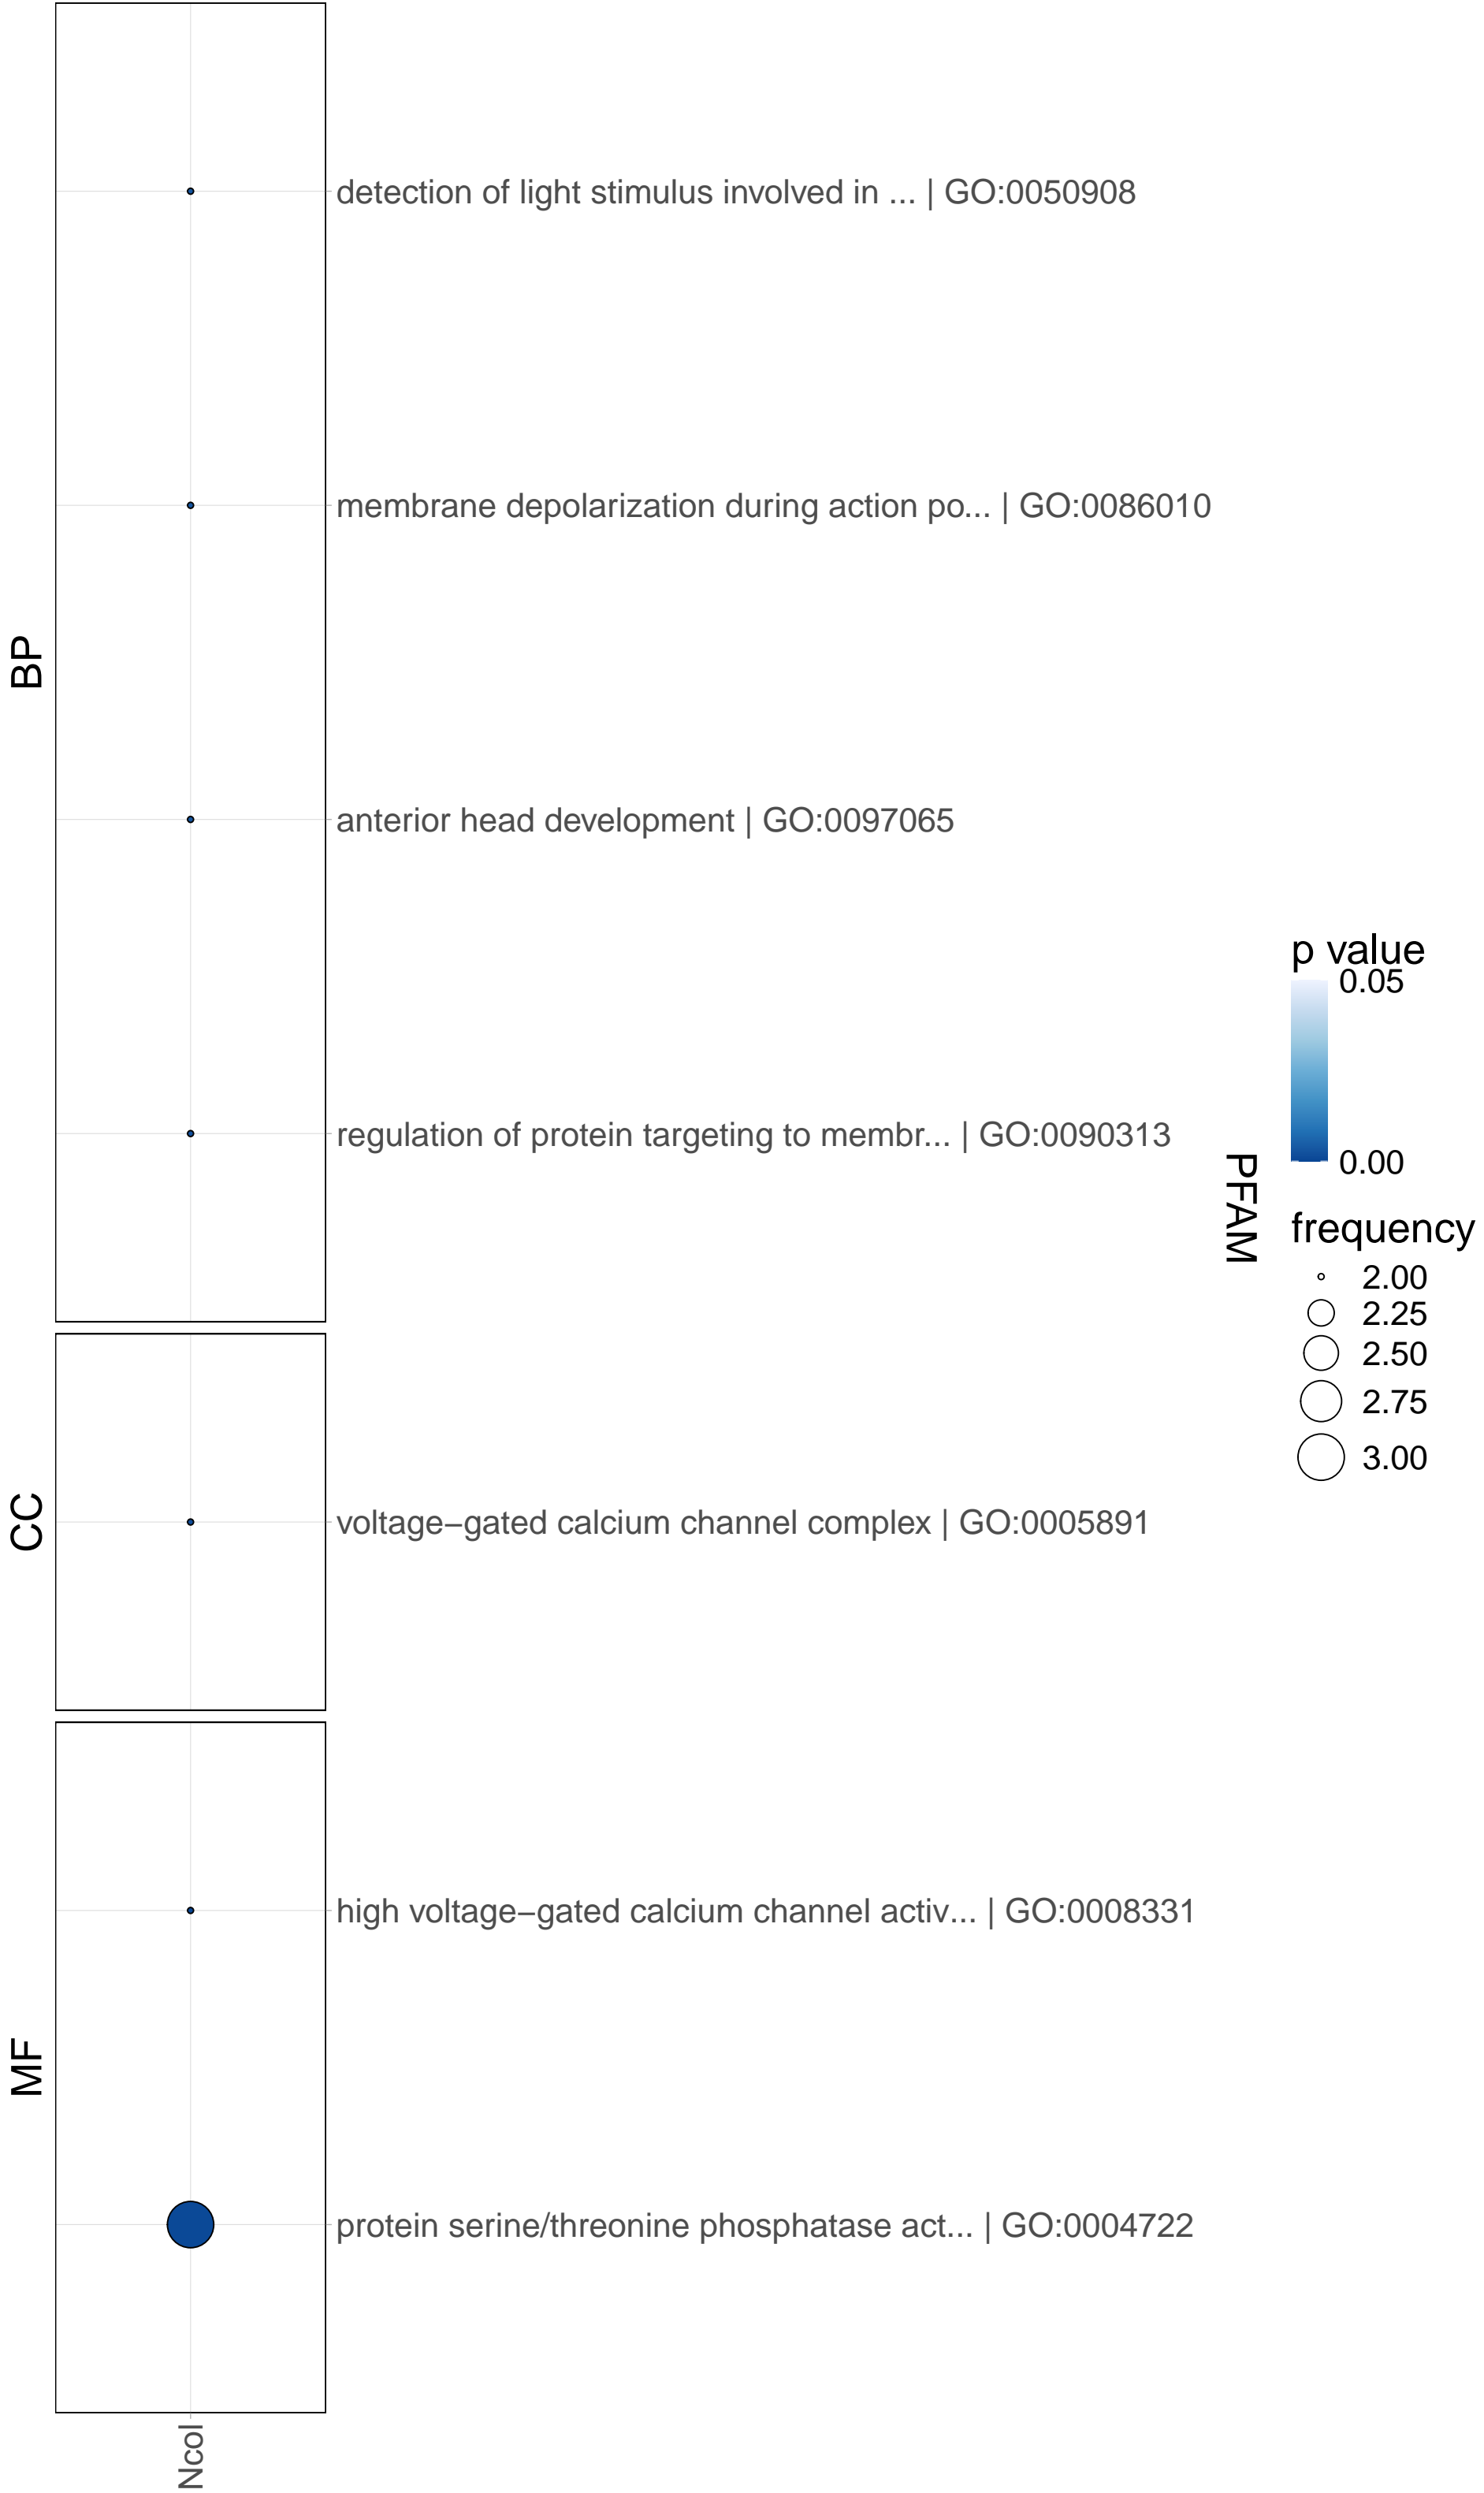 BP
detection of light stimulus involved in ... | GO:0050908
membrane depolarization during action po... | GO:0086010
anterior head development | GO:0097065
regulation of protein targeting to membr... | GO:0090313
CC
voltage−gated calcium channel complex | GO:0005891
MF
high voltage−gated calcium channel activ... | GO:0008331
protein serine/threonine phosphatase act... | GO:0004722
Ncol
PFAM
p value
0.05
0.00
frequency
2.00
2.25
2.50
2.75
3.00